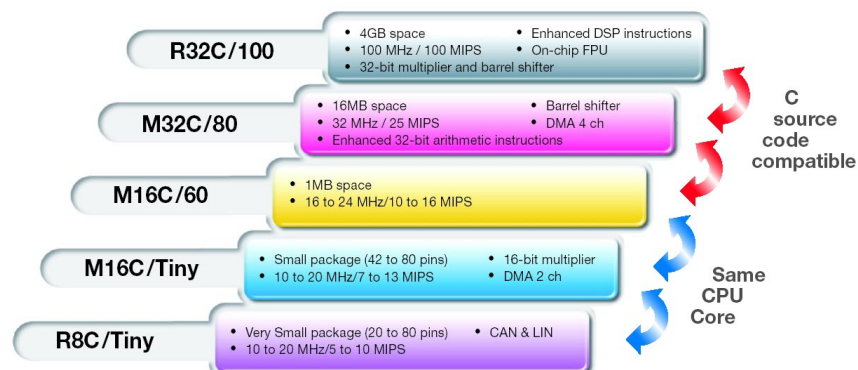 R32C/100
• 4GB space
• Enhanced DSP instructions
• 100 MHz / 100 MIPS
• On-chip FPU
• 32-bit multiplier and barrel shifter
M32C/80
• 16MB space
• Barrel shifter
• 32 MHz / 25 MIPS
• DMA 4 ch
• Enhanced 32-bit arithmetic instructions
C
source
code
compatible
M16C/60
• 1MB space
• 16 to 24 MHz/10 to 16 MIPS
M16C/Tiny
• Small package (42 to 80 pins)
• 16-bit multiplier
• 10 to 20 MHz/7 to 13 MIPS
• DMA 2 ch
Same
CPU
Core
R8C/Tiny
• Very Small package (20 to 80 pins)
• CAN & LIN
• 10 to 20 MHz/5 to 10 MIPS